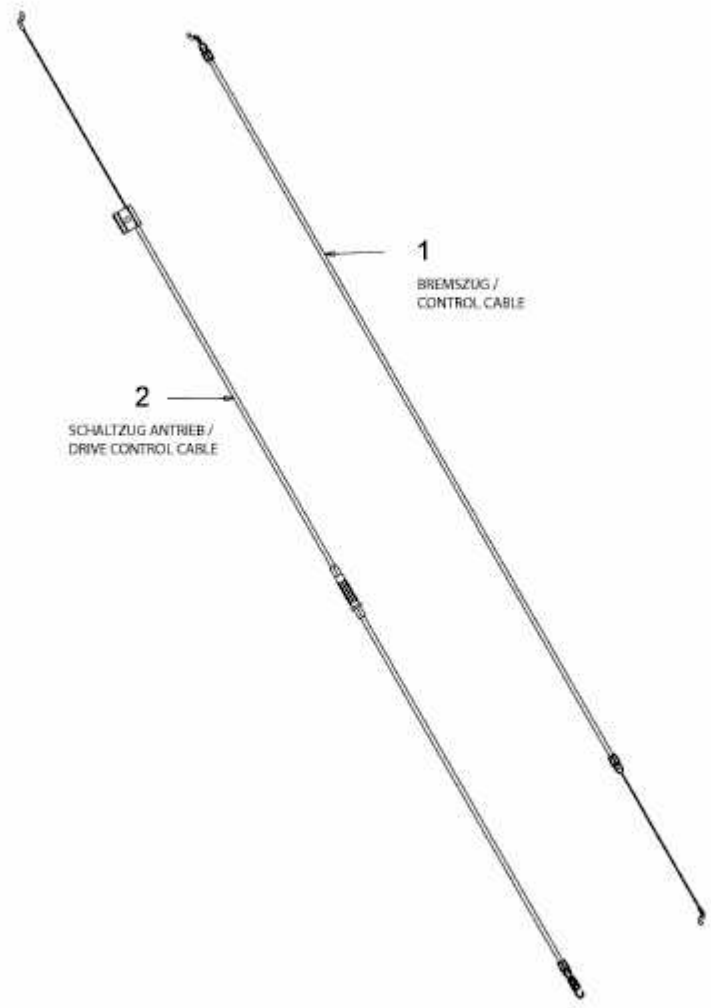 1
BREMSZUG /
CONTROL CABLE
2
SCHALTZUG ANTRIEB /
DRIVE CONTROL CABLE